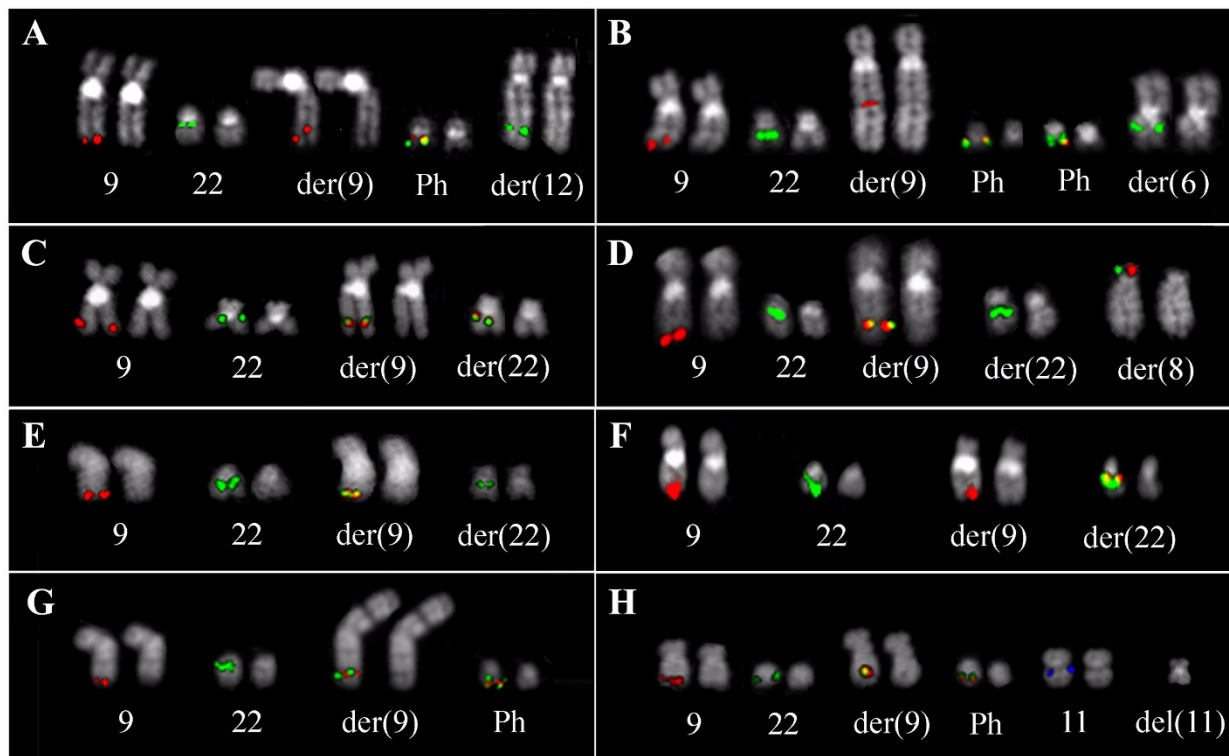 A
9 22 der(9) Ph der(12)
B
9 22 der(9) Ph Ph der(6)
C
9 22 der(9) der(22)
D
9 22 der(9) der(22) der(8)
E
9 22 der(9) der(22)
F
9 22 der(9) der(22)
G
9 22 der(9) Ph
H
9 22 der(9) Ph 11 del(11)